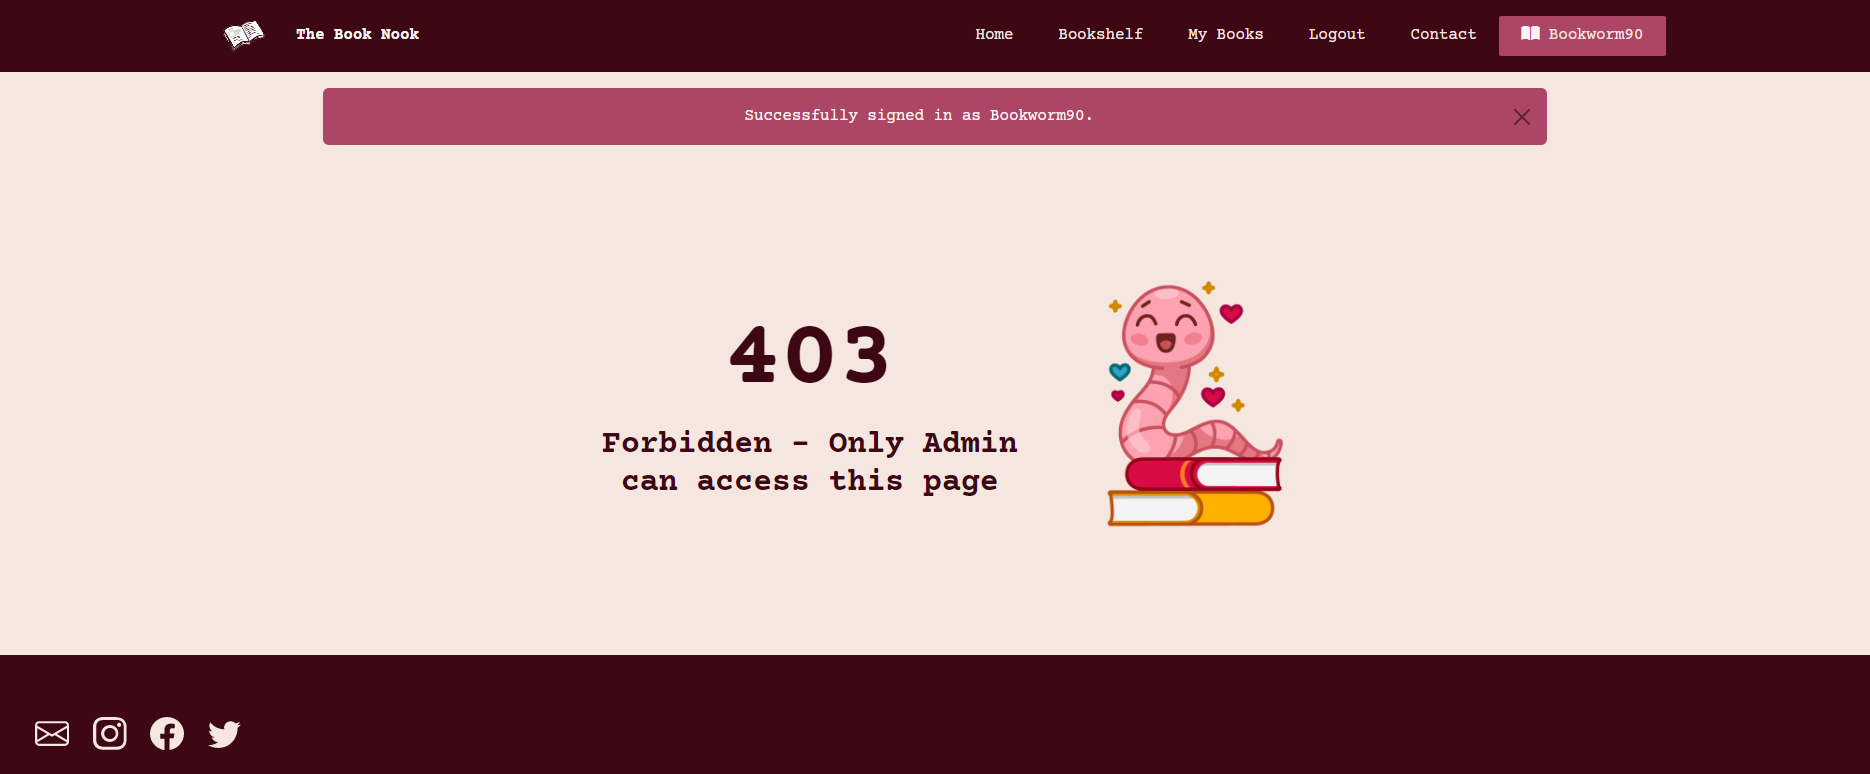 The Book Nook
Home
Bookshelf
My Books
Logout
Contact
Bookworm90
Successfully signed in as Bookworm90.
403
Forbidden - Only Admin
can access this page